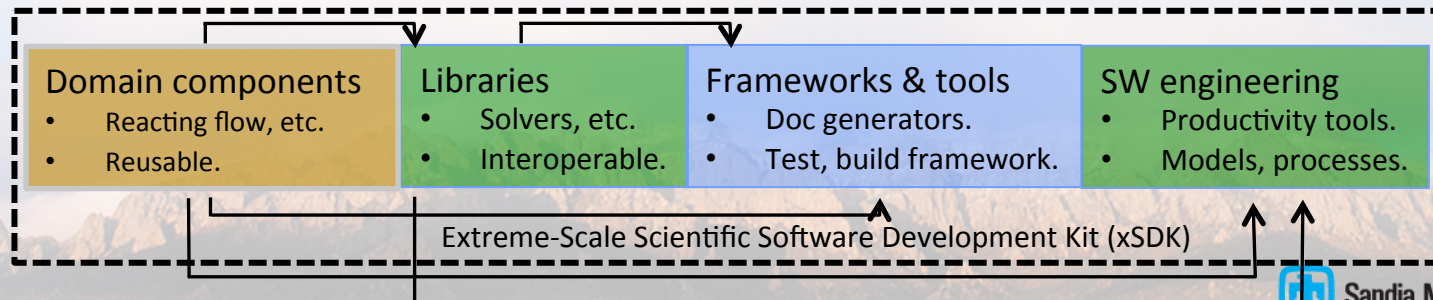 Domain components
• Reacting flow, etc.
• Reusable.
Libraries
• Solvers, etc.
• Interoperable.
Frameworks & tools
• Doc generators.
• Test, build framework.
SW engineering
• Productivity tools.
• Models, processes.
Extreme-Scale Scientific Software Development Kit (xSDK)
Sandia